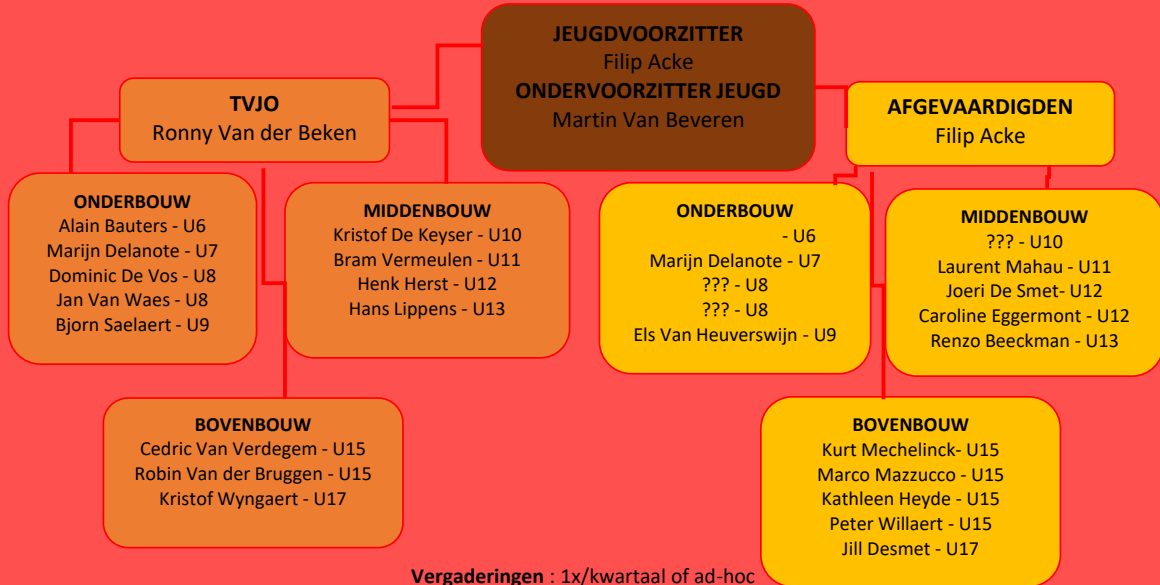 JEUGDVOORZITTER
Filip Acke
ONDERVOORZITTER JEUGD
Martin Van Beveren
TVJO
Ronny Van der Beken
AFGEVAARDIGDEN
Filip Acke
ONDERBOUW
Alain Bauters - U6
Marijn Delanote - U7
Dominic De Vos - U8
Jan Van Waes - U8
Bjorn Saelaert - U9
MIDDENBOUW
Kristof De Keyser - U10
Bram Vermeulen - U11
Henk Herst - U12
Hans Lippens - U13
ONDERBOUW
- U6
Marijn Delanote - U7
??? - U8
??? - U8
Els Van Heuverswijn - U9
MIDDENBOUW
??? - U10
Laurent Mahau - U11
Joeri De Smet- U12
Caroline Eggermont - U12
Renzo Beeckman - U13
BOVENBOUW
Cedric Van Verdegem - U15
Robin Van der Bruggen - U15
Kristof Wyngaert - U17
BOVENBOUW
Kurt Mechelinck- U15
Marco Mazzucco - U15
Kathleen Heyde - U15
Peter Willaert - U15
Jill Desmet - U17
Vergaderingen : 1x/kwartaal of ad-hoc